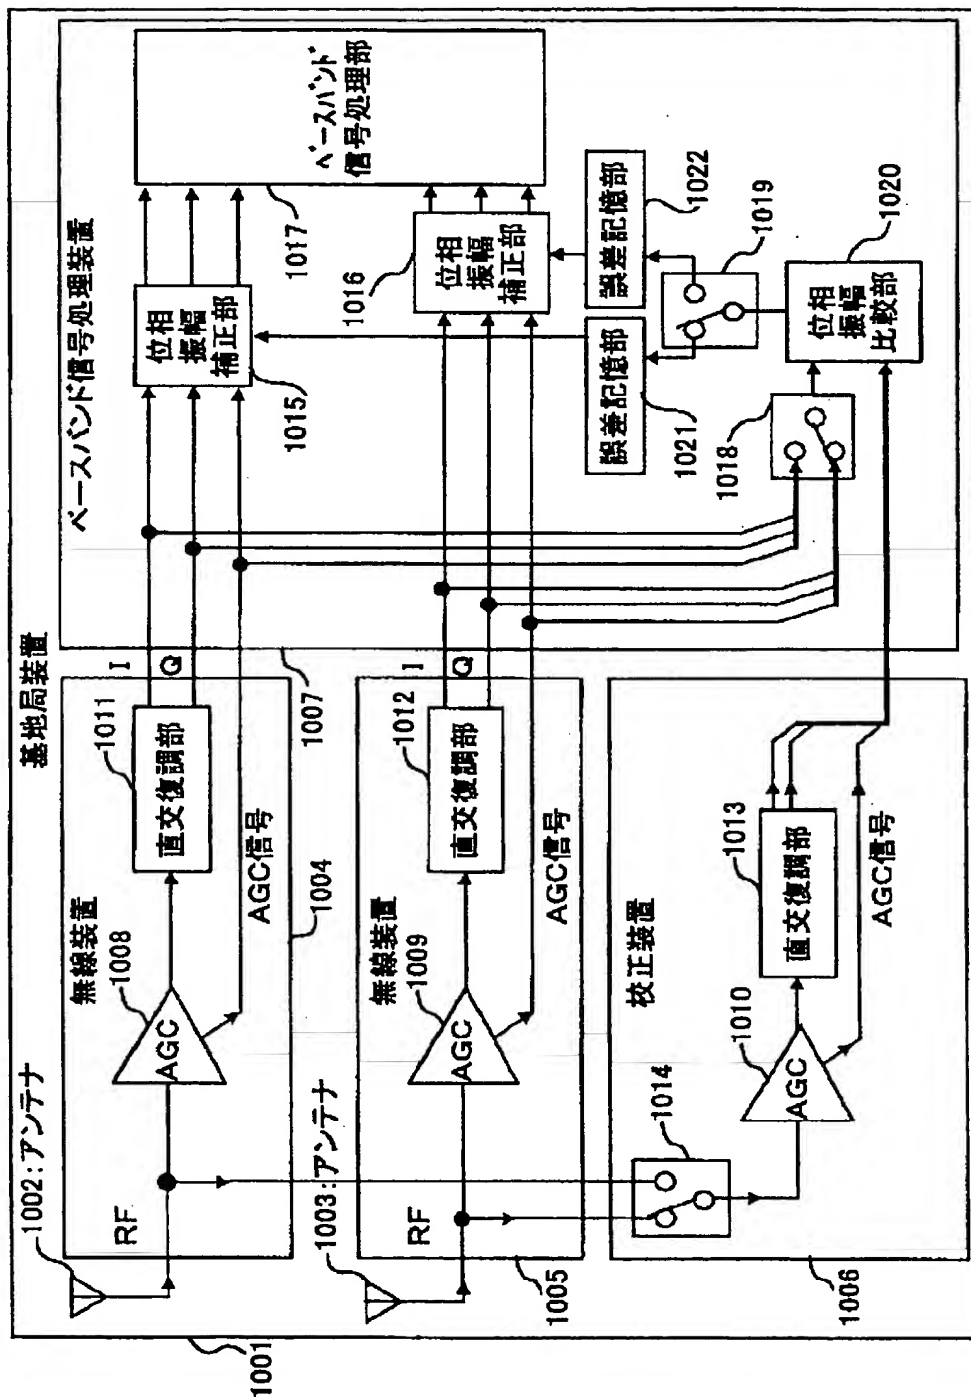 基地局装置
1001
1002:アンテナ
無線装置
RF
1008
AGC
1011
直交復調部
I
Q
AGC信号
1004
1003:アンテナ
無線装置
RF
1009
AGC
1012
直交復調部
I
Q
AGC信号
1005
校正装置
1014
1010
AGC
1013
直交復調部
AGC信号
1006
ベースバンド信号処理装置
1007
位相
振幅
補正部
1015
ベースバンド
信号処理部
1017
1016
位相
振幅
補正部
誤差記憶部
1021
誤差記憶部
1022
1019
1018
位相
振幅
比較部
1020